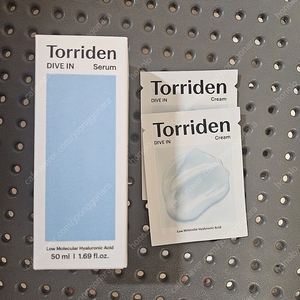 Torriden
DIVE IN Serum
Low Molecular Hyaluronic Acid
50 ml | 1.69 fl.oz.
Torriden
DIVE IN Cream
Torriden
DIVE IN Cream
Low Molecular Hyaluronic Acid